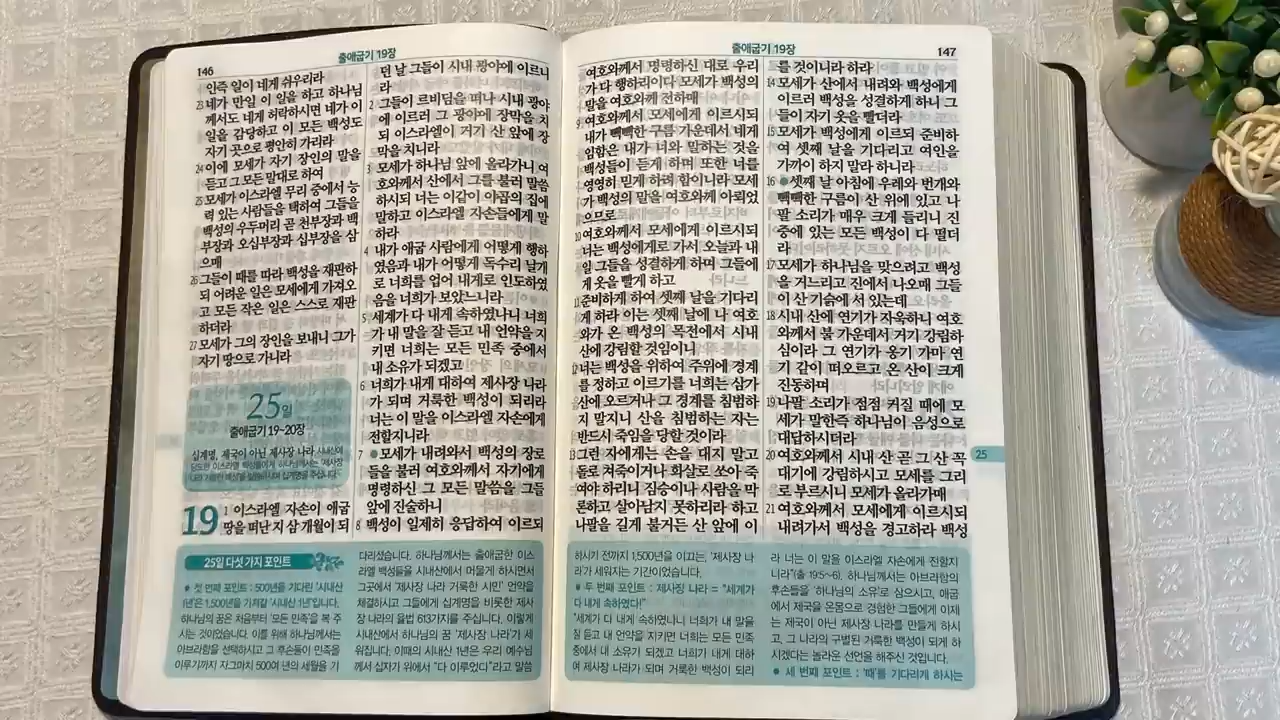 146
출애굽기 19장
인즉 일이 네게 쉬우리라
23 네가 만일 이 일을 하고 하나님
께서도 네게 허락하시면 네가 이
일을 감당하고 이 모든 백성도
자기 곳으로 평안히 가리라
24 이에 모세가 자기 장인의 말을
듣고 그 모든 말대로 하여
25 모세가 이스라엘 무리 중에서 능
력 있는 사람들을 택하여 그들을
백성의 우두머리 곧 천부장과 백
부장과 오십부장과 십부장을 삼
으매
26 그들이 때를 따라 백성을 재판하
되 어려운 일은 모세에게 가져오
고 모든 작은 일은 스스로 재판
하더라
27 모세가 그의 장인을 보내니 그가
자기 땅으로 가니라
25일
출애굽기 19~20장
십계명, 제국이 아닌 제사장 나라 시내산에
당도한 이스라엘 백성들에게 하나님께서는 '제사장
19
1 이스라엘 자손이 애굽
땅을 떠난 지 삼 개월이 되
던 날 그들이 시내 광야에 이르니
라
2 그들이 르비딤을 떠나 시내 광야
에 이르러 그 광야에 장막을 치
되 이스라엘이 거기 산 앞에 장
막을 치니라
3 모세가 하나님 앞에 올라가니 여
호와께서 산에서 그를 불러 말씀
하시되 너는 이같이 야곱의 집에
말하고 이스라엘 자손들에게 말
하라
4 내가 애굽 사람에게 어떻게 행하
였음과 내가 어떻게 독수리 날개
로 너희를 업어 내게로 인도하였
음을 너희가 보았느니라
5 세계가 다 내게 속하였나니 너희
가 내 말을 잘 듣고 내 언약을 지
키면 너희는 모든 민족 중에서
내 소유가 되겠고
6 너희가 내게 대하여 제사장 나라
가 되며 거룩한 백성이 되리라
너는 이 말을 이스라엘 자손에게
전할지니라
7 ●모세가 내려와서 백성의 장로
들을 불러 여호와께서 자기에게
명령하신 그 모든 말씀을 그들
앞에 진술하니
8 백성이 일제히 응답하여 이르되
25일 다섯 가지 포인트
● 첫 번째 포인트 : 500년을 기다린 '시내산
1년'은 1,500년을 기저갈 '시내산 1년'입니다.
하나님의 꿈은 처음부터 '모든 민족'을 복 주
시는 것이었습니다. 이를 위해 하나님께서는
아브라함을 선택하시고 그 후손들이 민족을
이루기까지 자그마치 500여 년의 세월을 기
다리셨습니다. 하나님께서는 출애굽한 이스
라엘 백성들을 시내산에서 머물게 하시면서
그곳에서 '제사장 나라 거룩한 시민' 언약을
체결하시고 그들에게 십계명을 비롯한 제사
장 나라의 율법 613가지를 주십니다. 이렇게
시내산에서 하나님의 꿈 '제사장 나라'가 세
워집니다. 이때의 시내산 1년은 우리 예수님
께서 십자가 위에서 "다 이루었다"라고 말씀
출애굽기 19장
147
여호와께서 명령하신 대로 우리
가 다 행하리이다 모세가 백성의
말을 여호와께 전하매
9 여호와께서 모세에게 이르시되
내가 빽빽한 구름 가운데서 네게
임함은 내가 너와 말하는 것을
백성들이 듣게 하며 또한 너를
영영히 믿게 하려 함이니라 모세
가 백성의 말을 여호와께 아뢰었
으므로
10 여호와께서 모세에게 이르시되
너는 백성에게로 가서 오늘과 내
일 그들을 성결하게 하며 그들에
게 옷을 빨게 하고
11 준비하게 하여 셋째 날을 기다리
게 하라 이는 셋째 날에 나 여호
와가 온 백성의 목전에서 시내
산에 강림할 것임이니
12 너는 백성을 위하여 주위에 경계
를 정하고 이르기를 너희는 삼가
산에 오르거나 그 경계를 침범하
지 말지니 산을 침범하는 자는
반드시 죽임을 당할 것이라
13 그런 자에게는 손을 대지 말고
돌로 쳐죽이거나 화살로 쏘아 죽
여야 하리니 짐승이나 사람을 막
론하고 살아남지 못하리라 하고
나팔을 길게 불거든 산 앞에 이
를 것이니라 하라
14 모세가 산에서 내려와 백성에게
이르러 백성을 성결하게 하니 그
들이 자기 옷을 빨더라
15 모세가 백성에게 이르되 준비하
여 셋째 날을 기다리고 여인을
가까이 하지 말라 하니라
16 ●셋째 날 아침에 우레와 번개와
빽빽한 구름이 산 위에 있고 나
팔 소리가 매우 크게 들리니 진
중에 있는 모든 백성이 다 떨더
라
17 모세가 하나님을 맞으려고 백성
을 거느리고 진에서 나오매 그들
이 산 기슭에 서 있는데
18 시내 산에 연기가 자욱하니 여호
와께서 불 가운데서 거기 강림하
심이라 그 연기가 옹기 가마 연
기 같이 떠오르고 온 산이 크게
진동하며
19 나팔 소리가 점점 커질 때에 모
세가 말한즉 하나님이 음성으로
대답하시더라
20 여호와께서 시내 산 곧 그 산 꼭
대기에 강림하시고 모세를 그리
로 부르시니 모세가 올라가매
21 여호와께서 모세에게 이르시되
내려가서 백성을 경고하라 백성
25
하시기 전까지 1,500년을 이끄는, '제사장 나
라'가 세워지는 기간이었습니다.
● 두 번째 포인트 : 제사장 나라 = "세계가
다 내게 속하였다!"
"세계가 다 내게 속하였나니 너희가 내 말을
잘 듣고 내 언약을 지키면 너희는 모든 민족
중에서 내 소유가 되겠고 너희가 내게 대하
여 제사장 나라가 되며 거룩한 백성이 되리
라 너는 이 말을 이스라엘 자손에게 전할지
니라"(출 19:5~6). 하나님께서는 아브라함의
후손들을 '하나님의 소유'로 삼으시고, 애굽
에서 제국을 온몸으로 경험한 그들에게 이제
는 제국이 아닌 제사장 나라를 만들게 하시
고, 그 나라의 구별된 거룩한 백성이 되게 하
시겠다는 놀라운 선언을 해주신 것입니다.
● 세 번째 포인트 : '때'를 기다리게 하시는